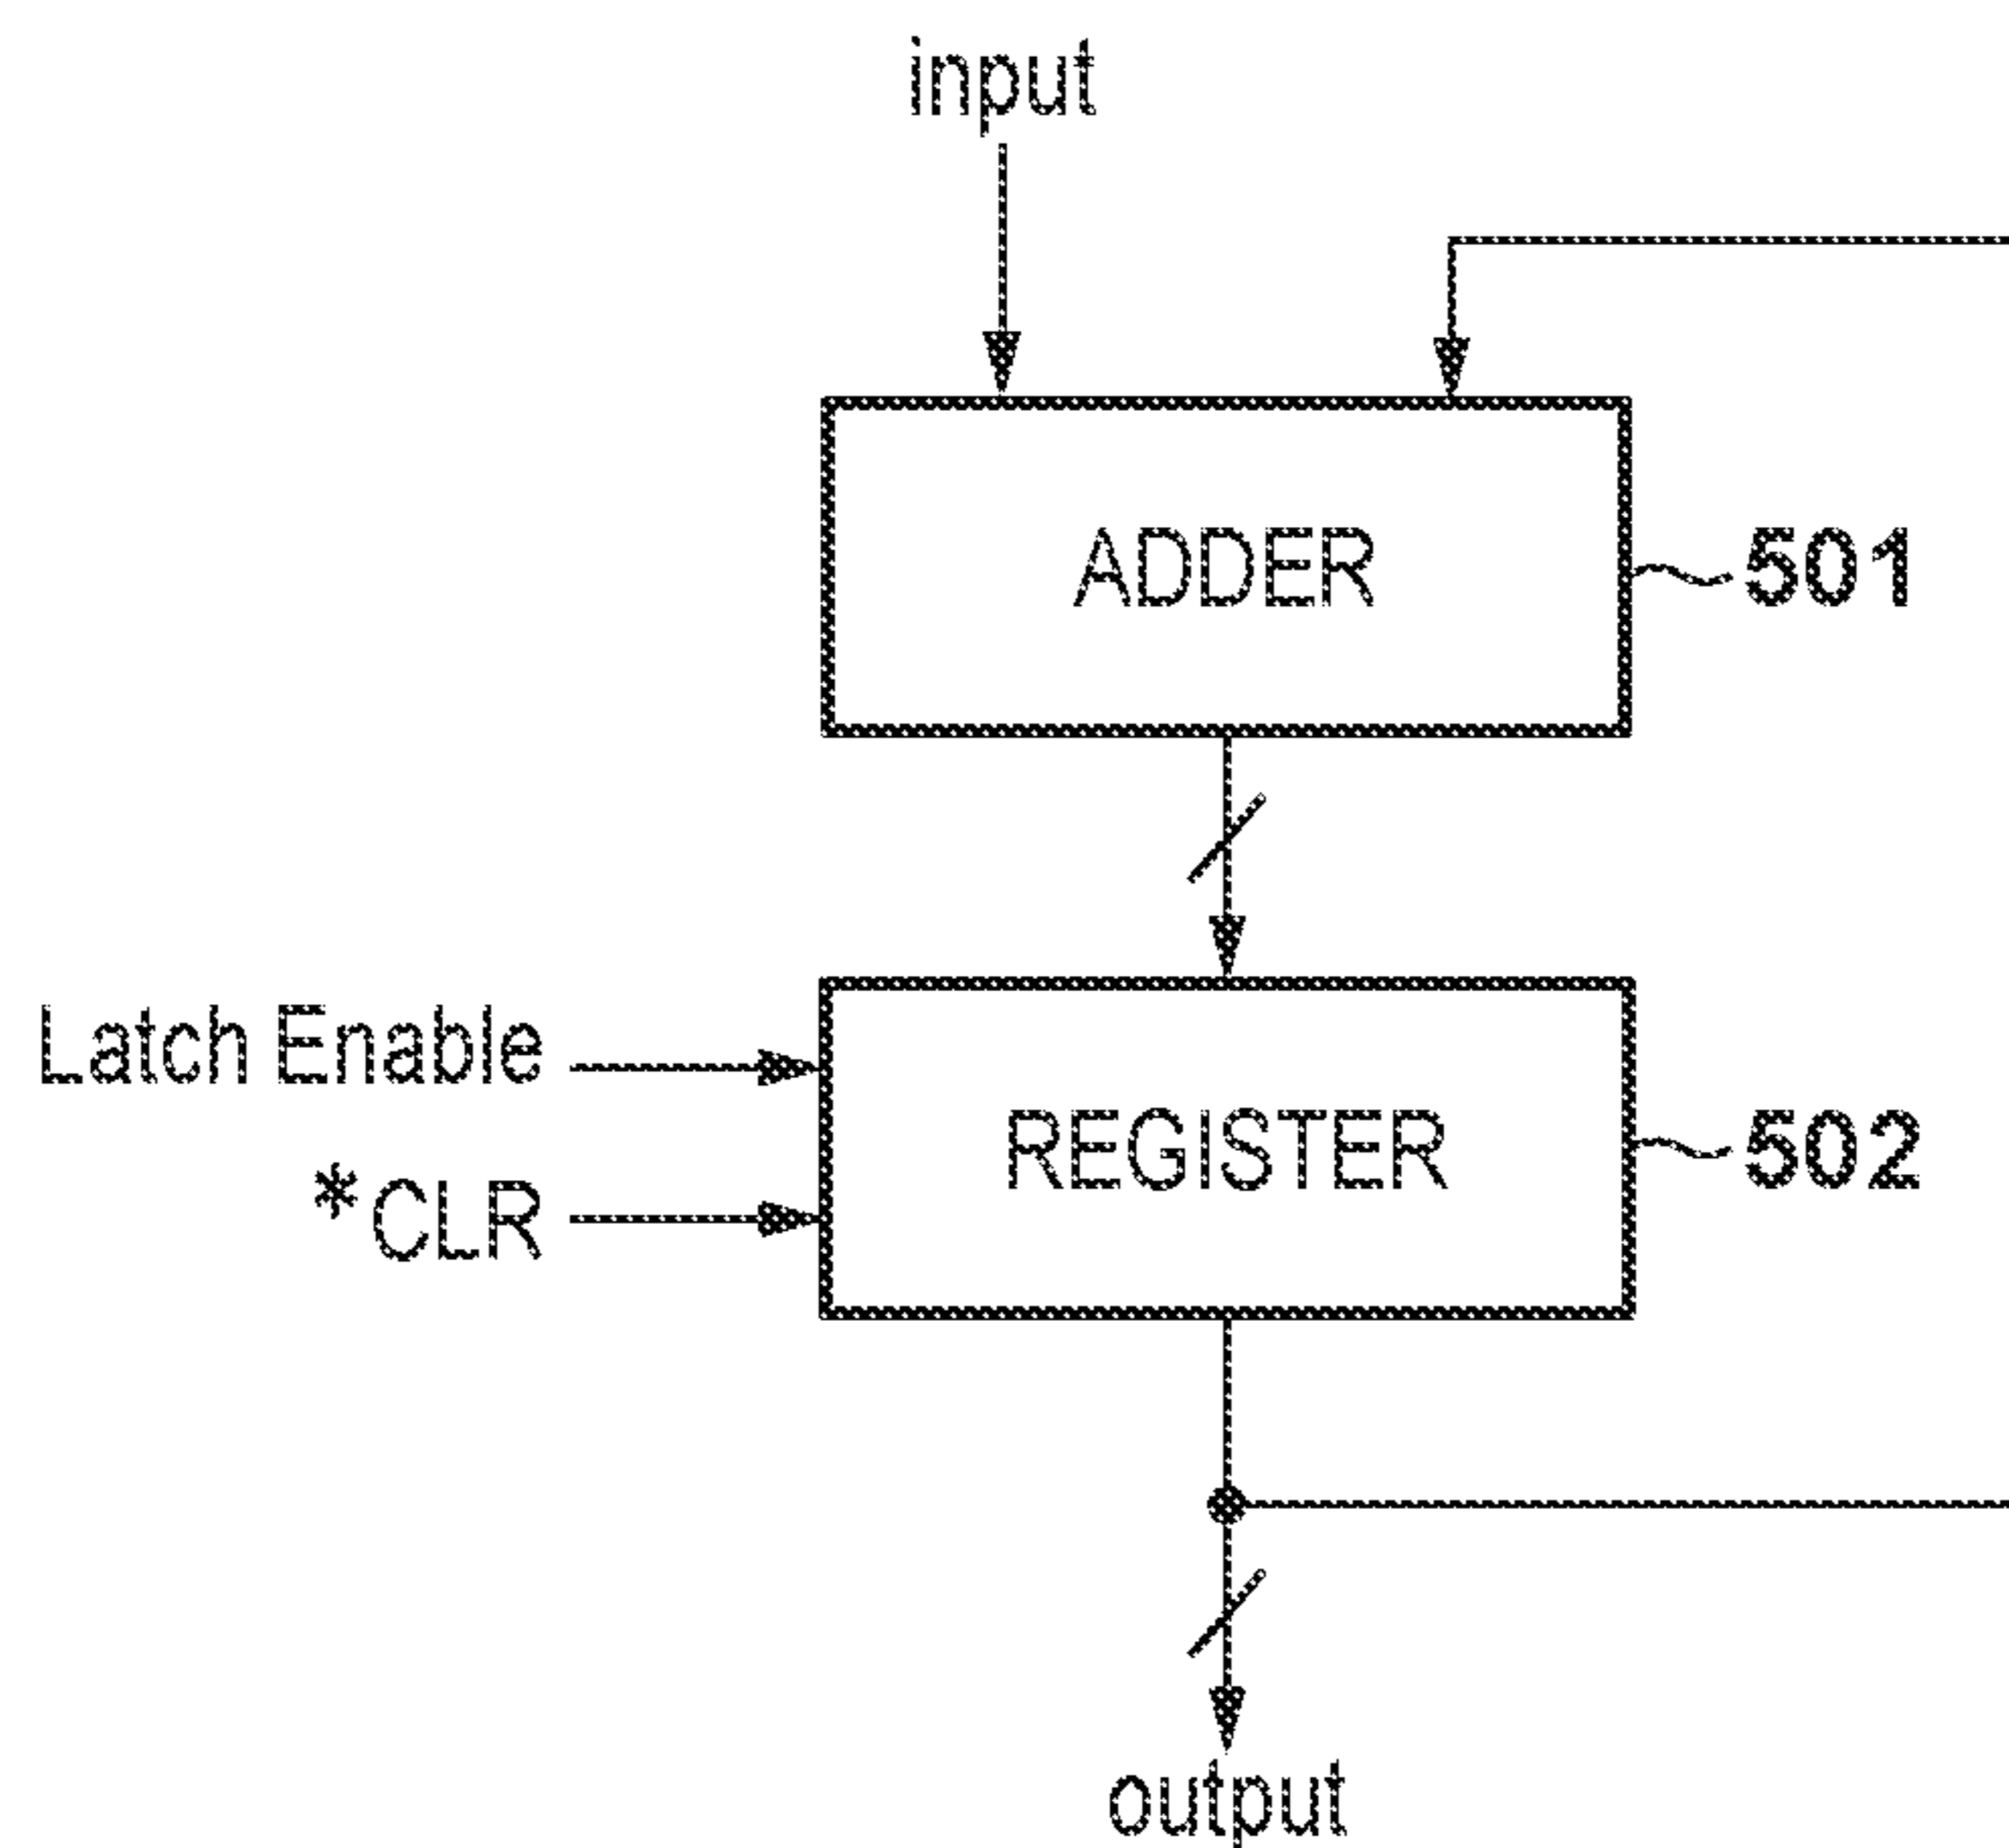 input
ADDER
501
Latch Enable
REGISTER
502
*CLR
output